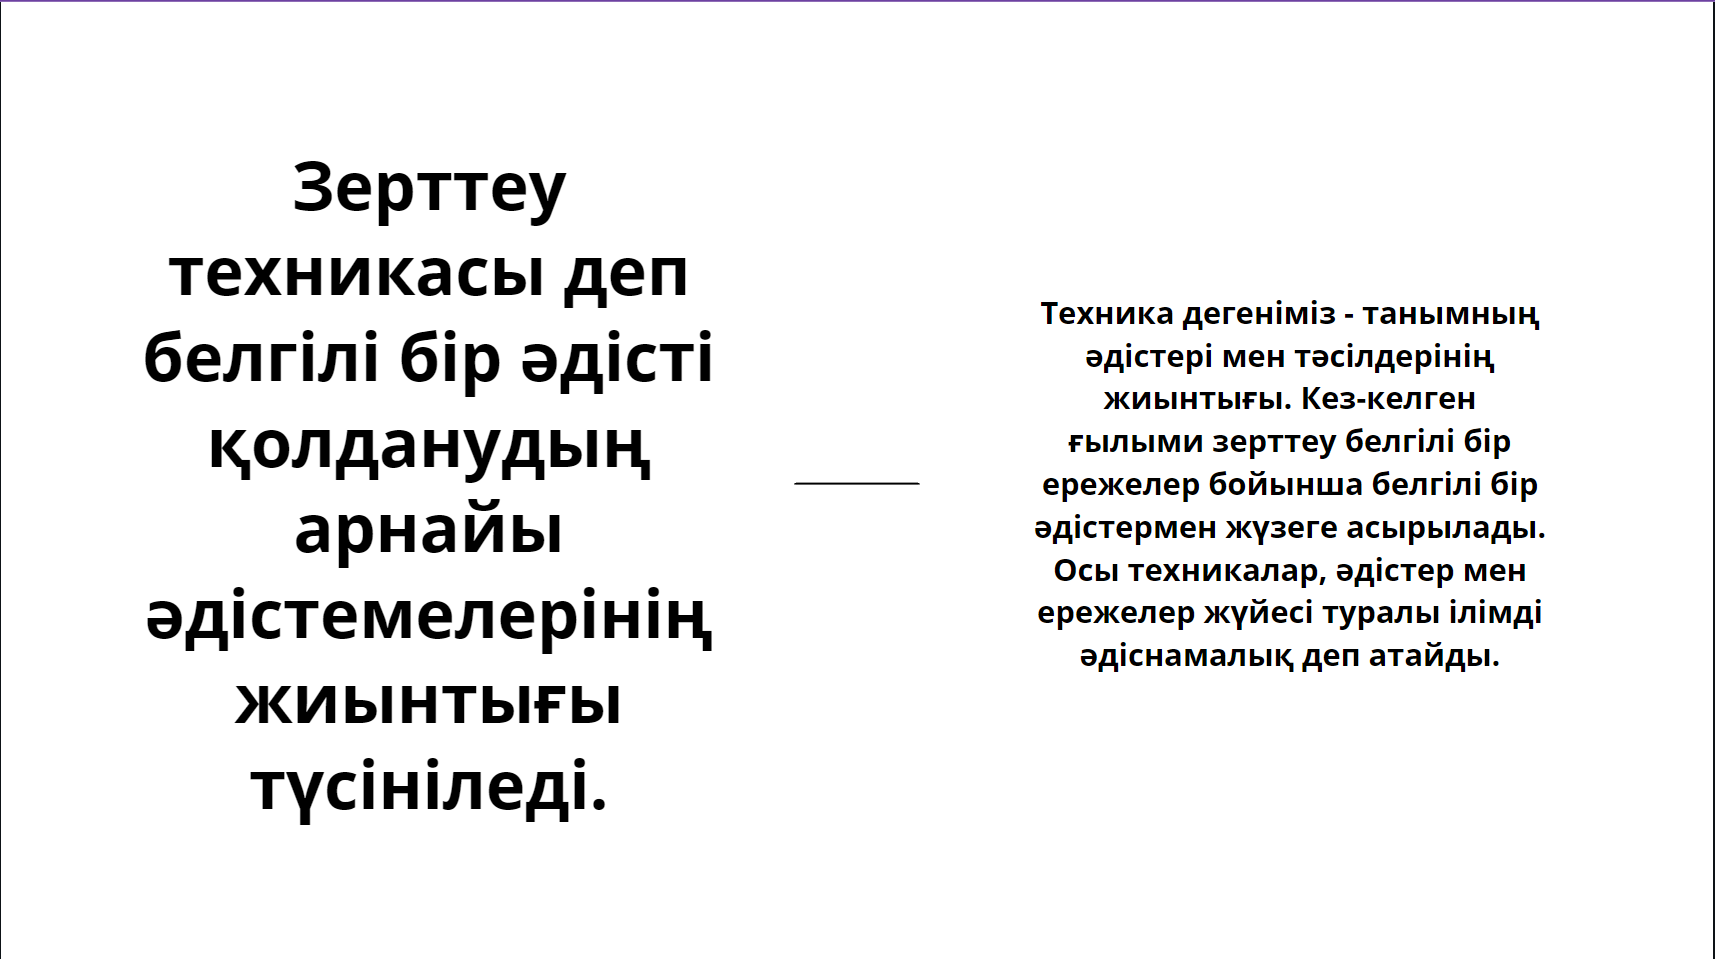 Зерттеу
техникасы деп
белгілі бір әдісті
қолданудың
арнайы
әдістемелерінің
жиынтығы
түсініледі.
Техника дегеніміз - танымның
әдістері мен тәсілдерінің
жиынтығы. Кез-келген
ғылыми зерттеу белгілі бір
ережелер бойынша белгілі бір
әдістермен жүзеге асырылады.
Осы техникалар, әдістер мен
ережелер жүйесі туралы ілімді
әдіснамалық деп атайды.